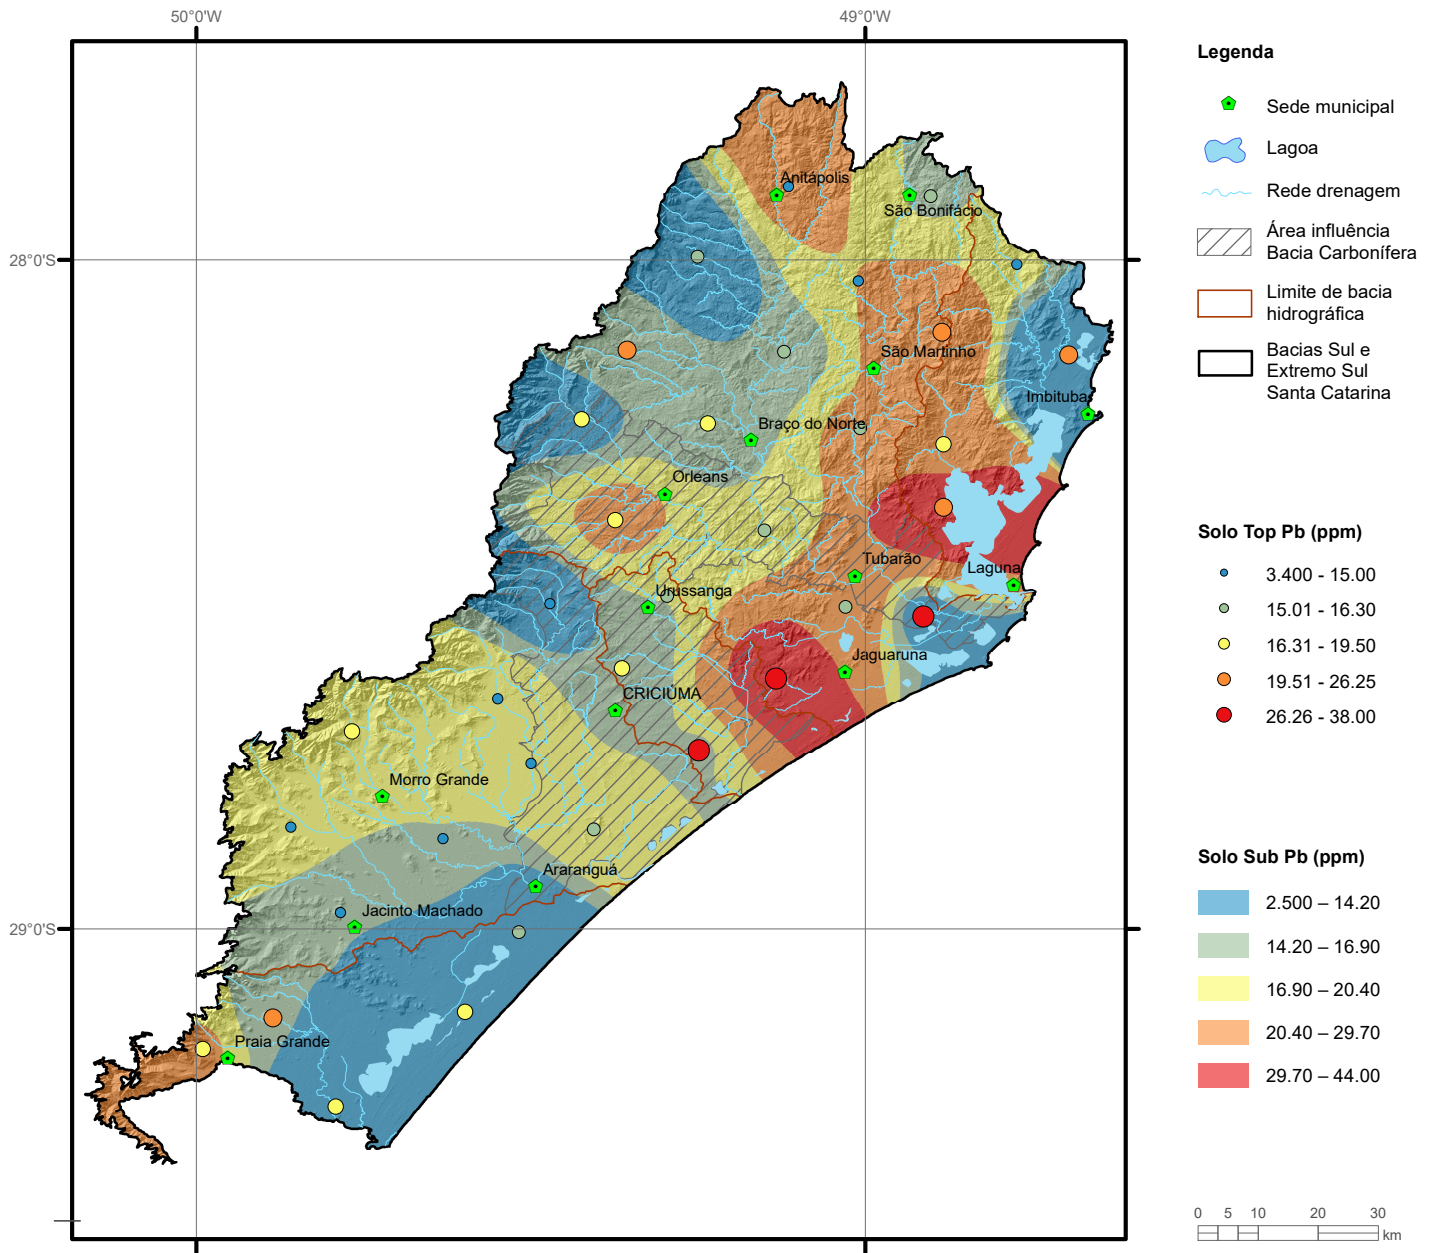 50°0'W
49°0'W
28°0'S
29°0'S
Anitápolis
São Bonifácio
São Martinho
Imbituba
Braço do Norte
Orleans
Tubarão
Laguna
Urussanga
Jaguaruna
CRICIÚMA
Morro Grande
Araranguá
Jacinto Machado
Praia Grande
Legenda
Sede municipal
Lagoa
Rede drenagem
Área influência
Bacia Carbonífera
Limite de bacia
hidrográfica
Bacias Sul e
Extremo Sul
Santa Catarina
Solo Top Pb (ppm)
3.400 - 15.00
15.01 - 16.30
16.31 - 19.50
19.51 - 26.25
26.26 - 38.00
Solo Sub Pb (ppm)
2.500 – 14.20
14.20 – 16.90
16.90 – 20.40
20.40 – 29.70
29.70 – 44.00
0 5 10 20 30
km